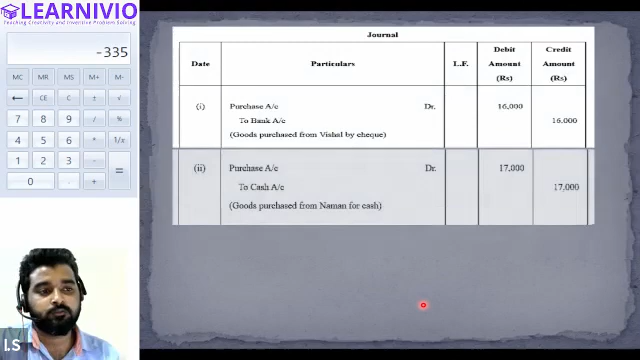 LEARNIVIO
Teaching Creativity and Inventive Problem Solving
-335
MC MR MS M+ M-
← CE C ± √
7 8 9 / %
4 5 6 * 1/x
1 2 3 - =
0 . +
Journal
Date Particulars L.F. Debit Amount (Rs) Credit Amount (Rs)
(i) Purchase A/c Dr. 16,000
To Bank A/c 16,000
(Goods purchased from Vishal by cheque)
(ii) Purchase A/c Dr. 17,000
To Cash A/c 17,000
(Goods purchased from Naman for cash)
I.S